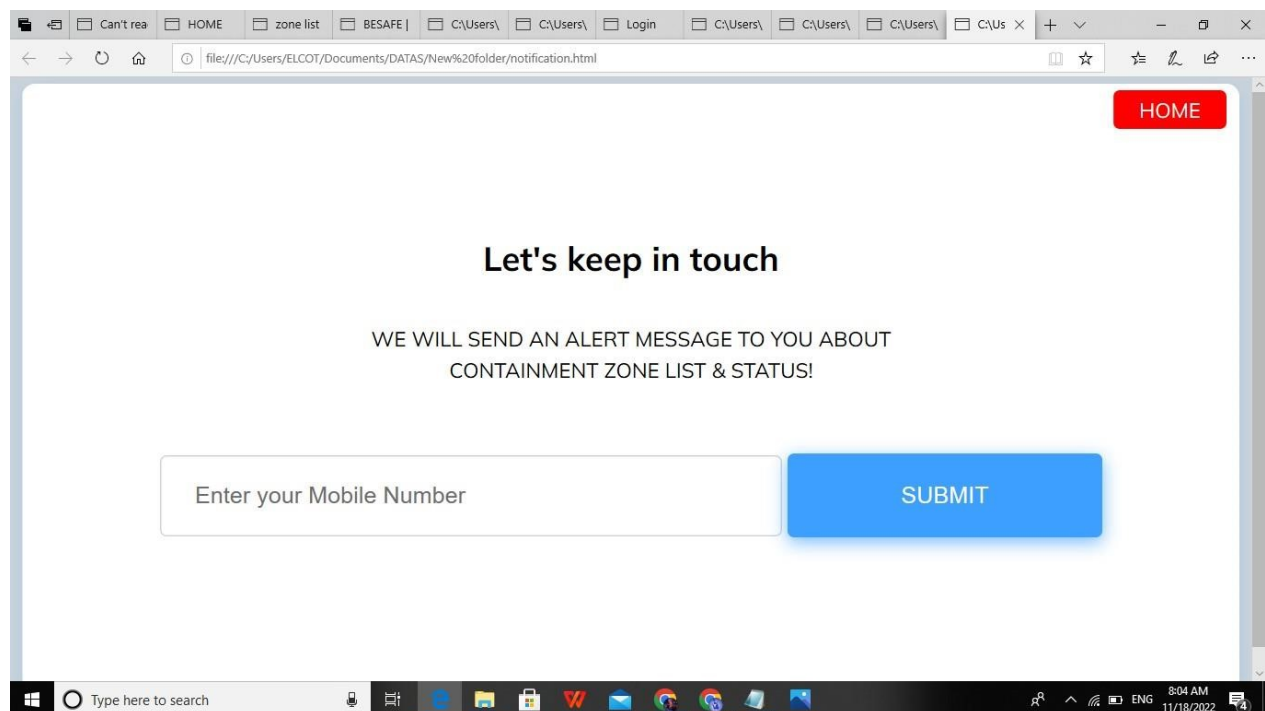 Can't rea HOME zone list BESAFE | C:\Users\ C:\Users\ Login C:\Users\ C:\Users\ C:\Users\ C:\Us
file:///C:/Users/ELCOT/Documents/DATAS/New%20folder/notification.html
HOME
Let's keep in touch
WE WILL SEND AN ALERT MESSAGE TO YOU ABOUT
CONTAINMENT ZONE LIST & STATUS!
Enter your Mobile Number SUBMIT
Type here to search ENG 8:04 AM
11/18/2022 4